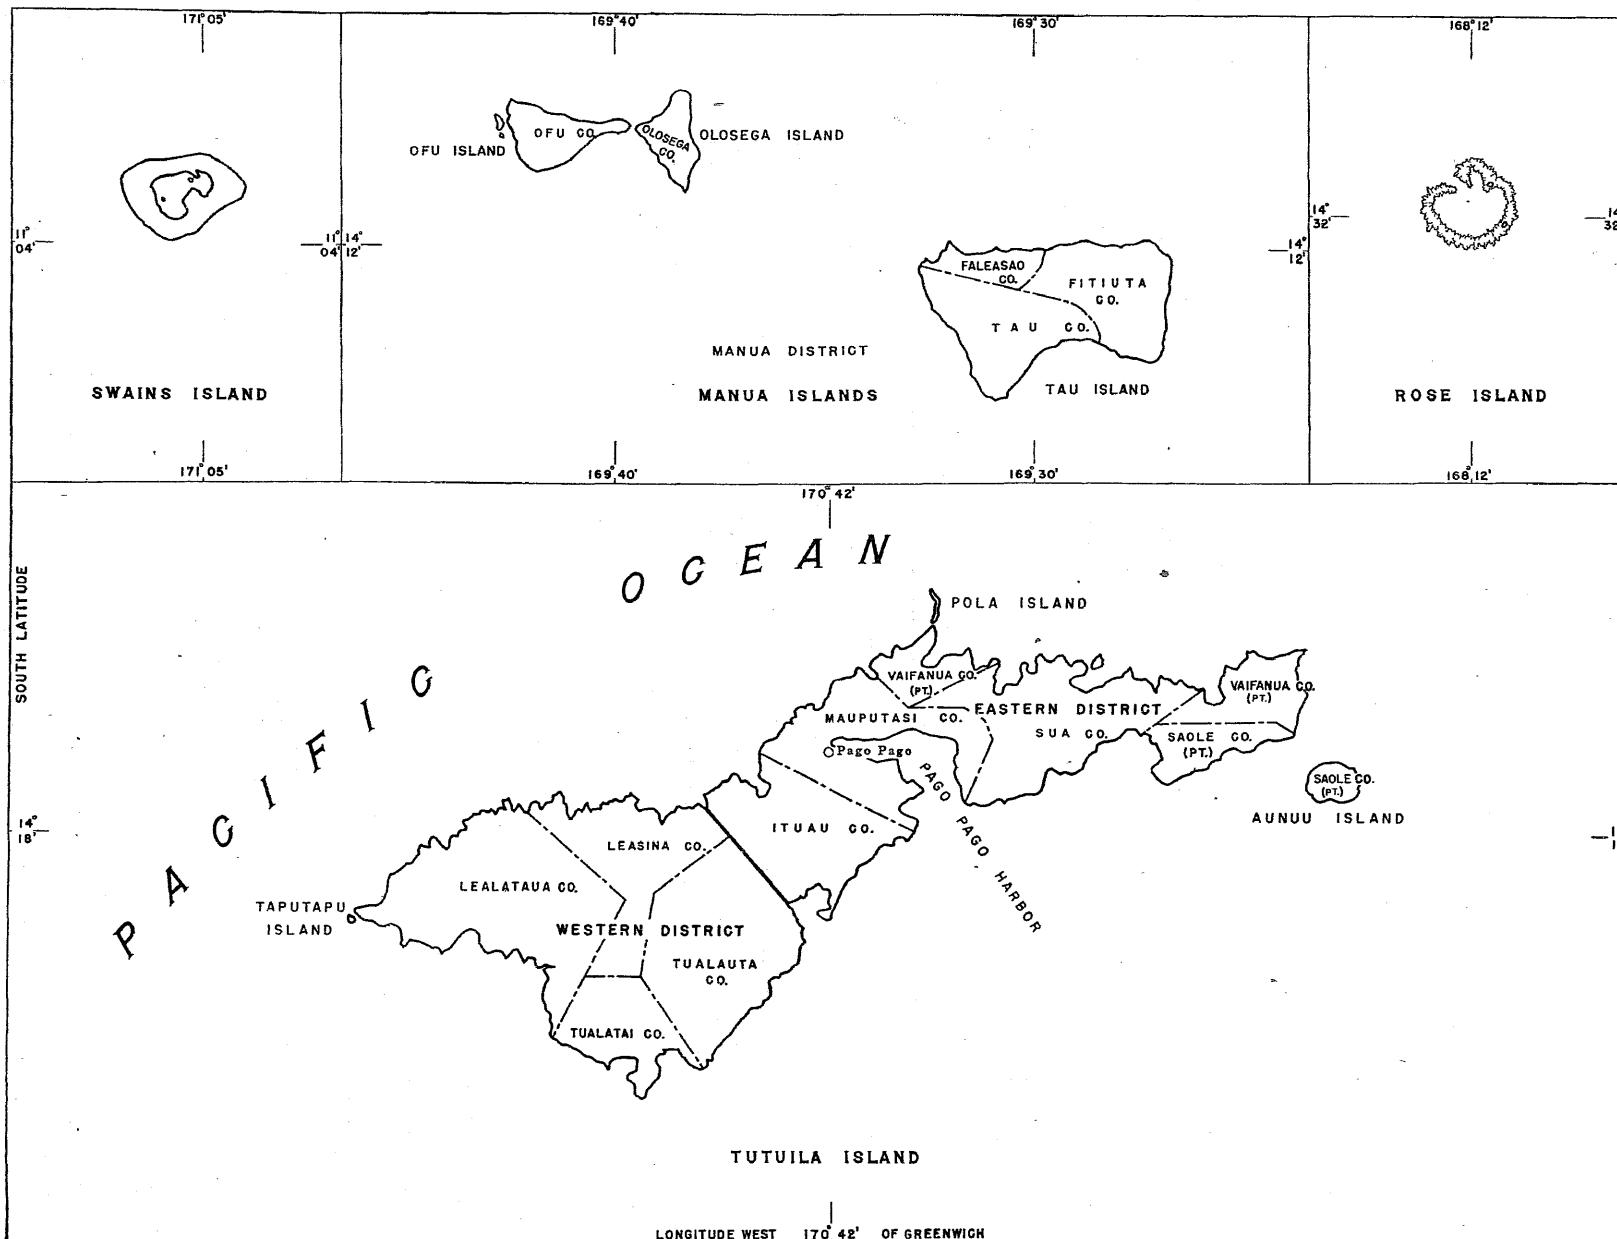 171° 05'
169° 40'
169° 30'
168° 12'
OFU CO.
OLOSEGA CO.
OLOSEGA ISLAND
OFU ISLAND
11° 04'
11° 04'
14° 12'
14° 12'
14° 32'
14 32
FALEASAO CO.
FITIUTA CO.
TAU CO.
MANUA DISTRICT
SWAINS ISLAND
MANUA ISLANDS
TAU ISLAND
ROSE ISLAND
171° 05'
169° 40'
169° 30'
168° 12'
170° 42'
PACIFIC OCEAN
SOUTH LATITUDE
POLA ISLAND
VAIFANUA CO.
(PT.)
VAIFANUA CO.
(PT.)
MAUPUTASI CO.
EASTERN DISTRICT
SUA CO.
SAOLE CO.
(PT.)
Pago Pago
PAGO PAGO HARBOR
SAOLE CO.
(PT.)
AUNUU ISLAND
14° 18'
ITUAU CO.
LEASINA CO.
LEALATAUA CO.
TAPUTAPU
ISLAND
WESTERN DISTRICT
TUALAUTA
CO.
TUALATAI CO.
TUTUILA ISLAND
LONGITUDE WEST 170° 42' OF GREENWICH